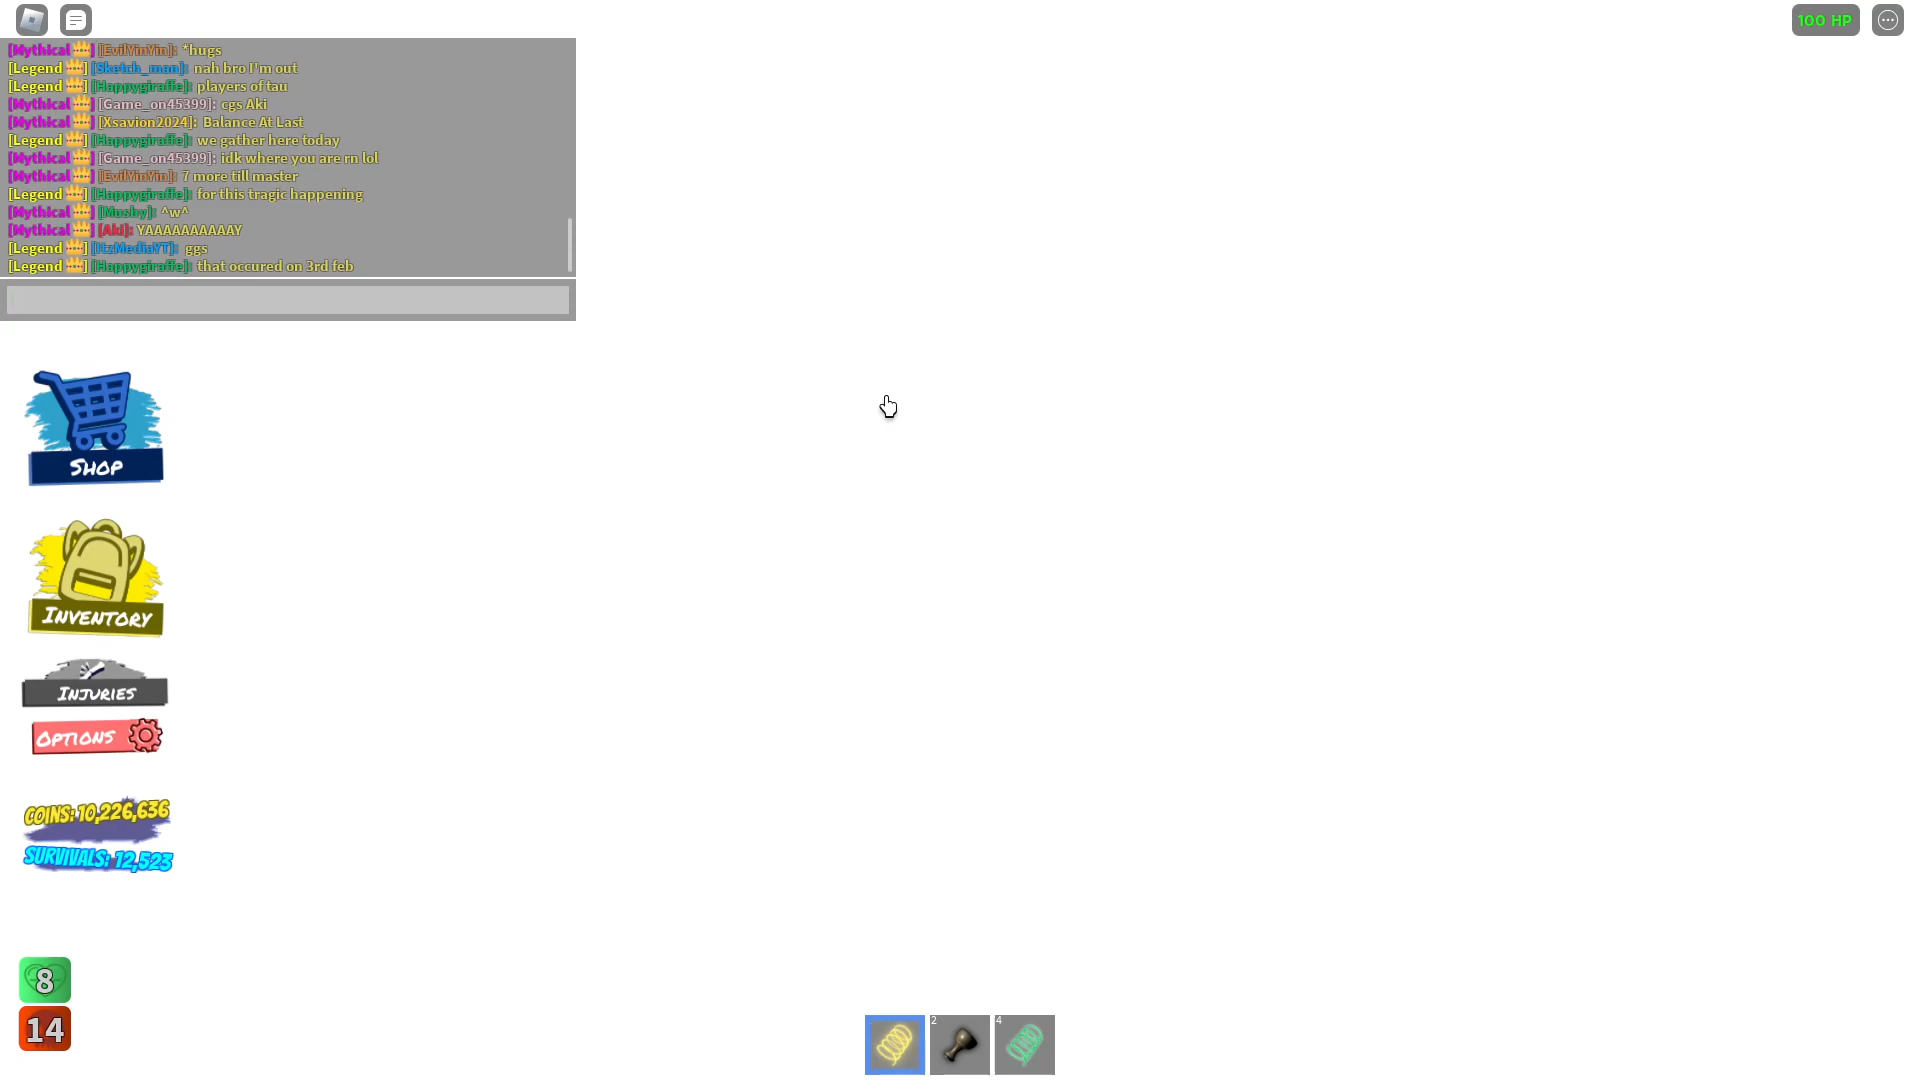 100 HP
[Mythical👑] [EvilYinYin]: *hugs
[Legend👑] [Sketch_man]: nah bro I'm out
[Legend👑] [Happygiraffe]: players of tau
[Mythical👑] [Game_on45399]: cgs Aki
[Mythical👑] [Xsavion2024]: Balance At Last
[Legend👑] [Happygiraffe]: we gather here today
[Mythical👑] [Game_on45399]: idk where you are rn lol
[Mythical👑] [EvilYinYin]: 7 more till master
[Legend👑] [Happygiraffe]: for this tragic happening
[Mythical👑] [Musby]: ^w^
[Mythical👑] [Aki]: YAAAAAAAAAAY
[Legend👑] [ItzMediaYT]: ggs
[Legend👑] [Happygiraffe]: that occured on 3rd feb
SHOP
INVENTORY
INJURIES
OPTIONS
COINS: 10,226,636
SURVIVALS: 12,523
8
14
2
4